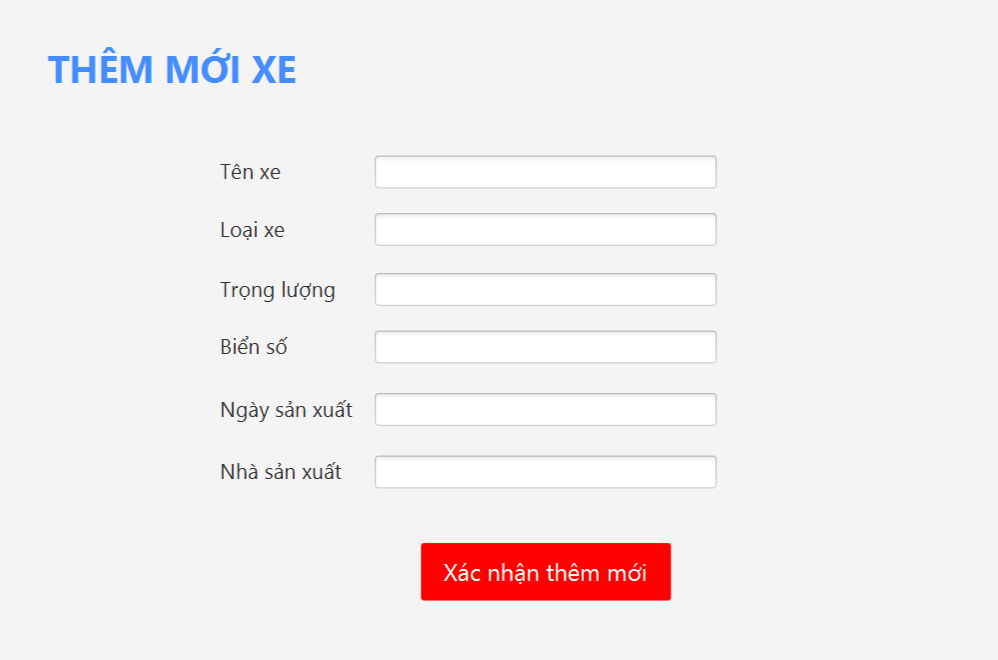 THÊM MỚI XE
Tên xe
Loại xe
Trọng lượng
Biển số
Ngày sản xuất
Nhà sản xuất
Xác nhận thêm mới